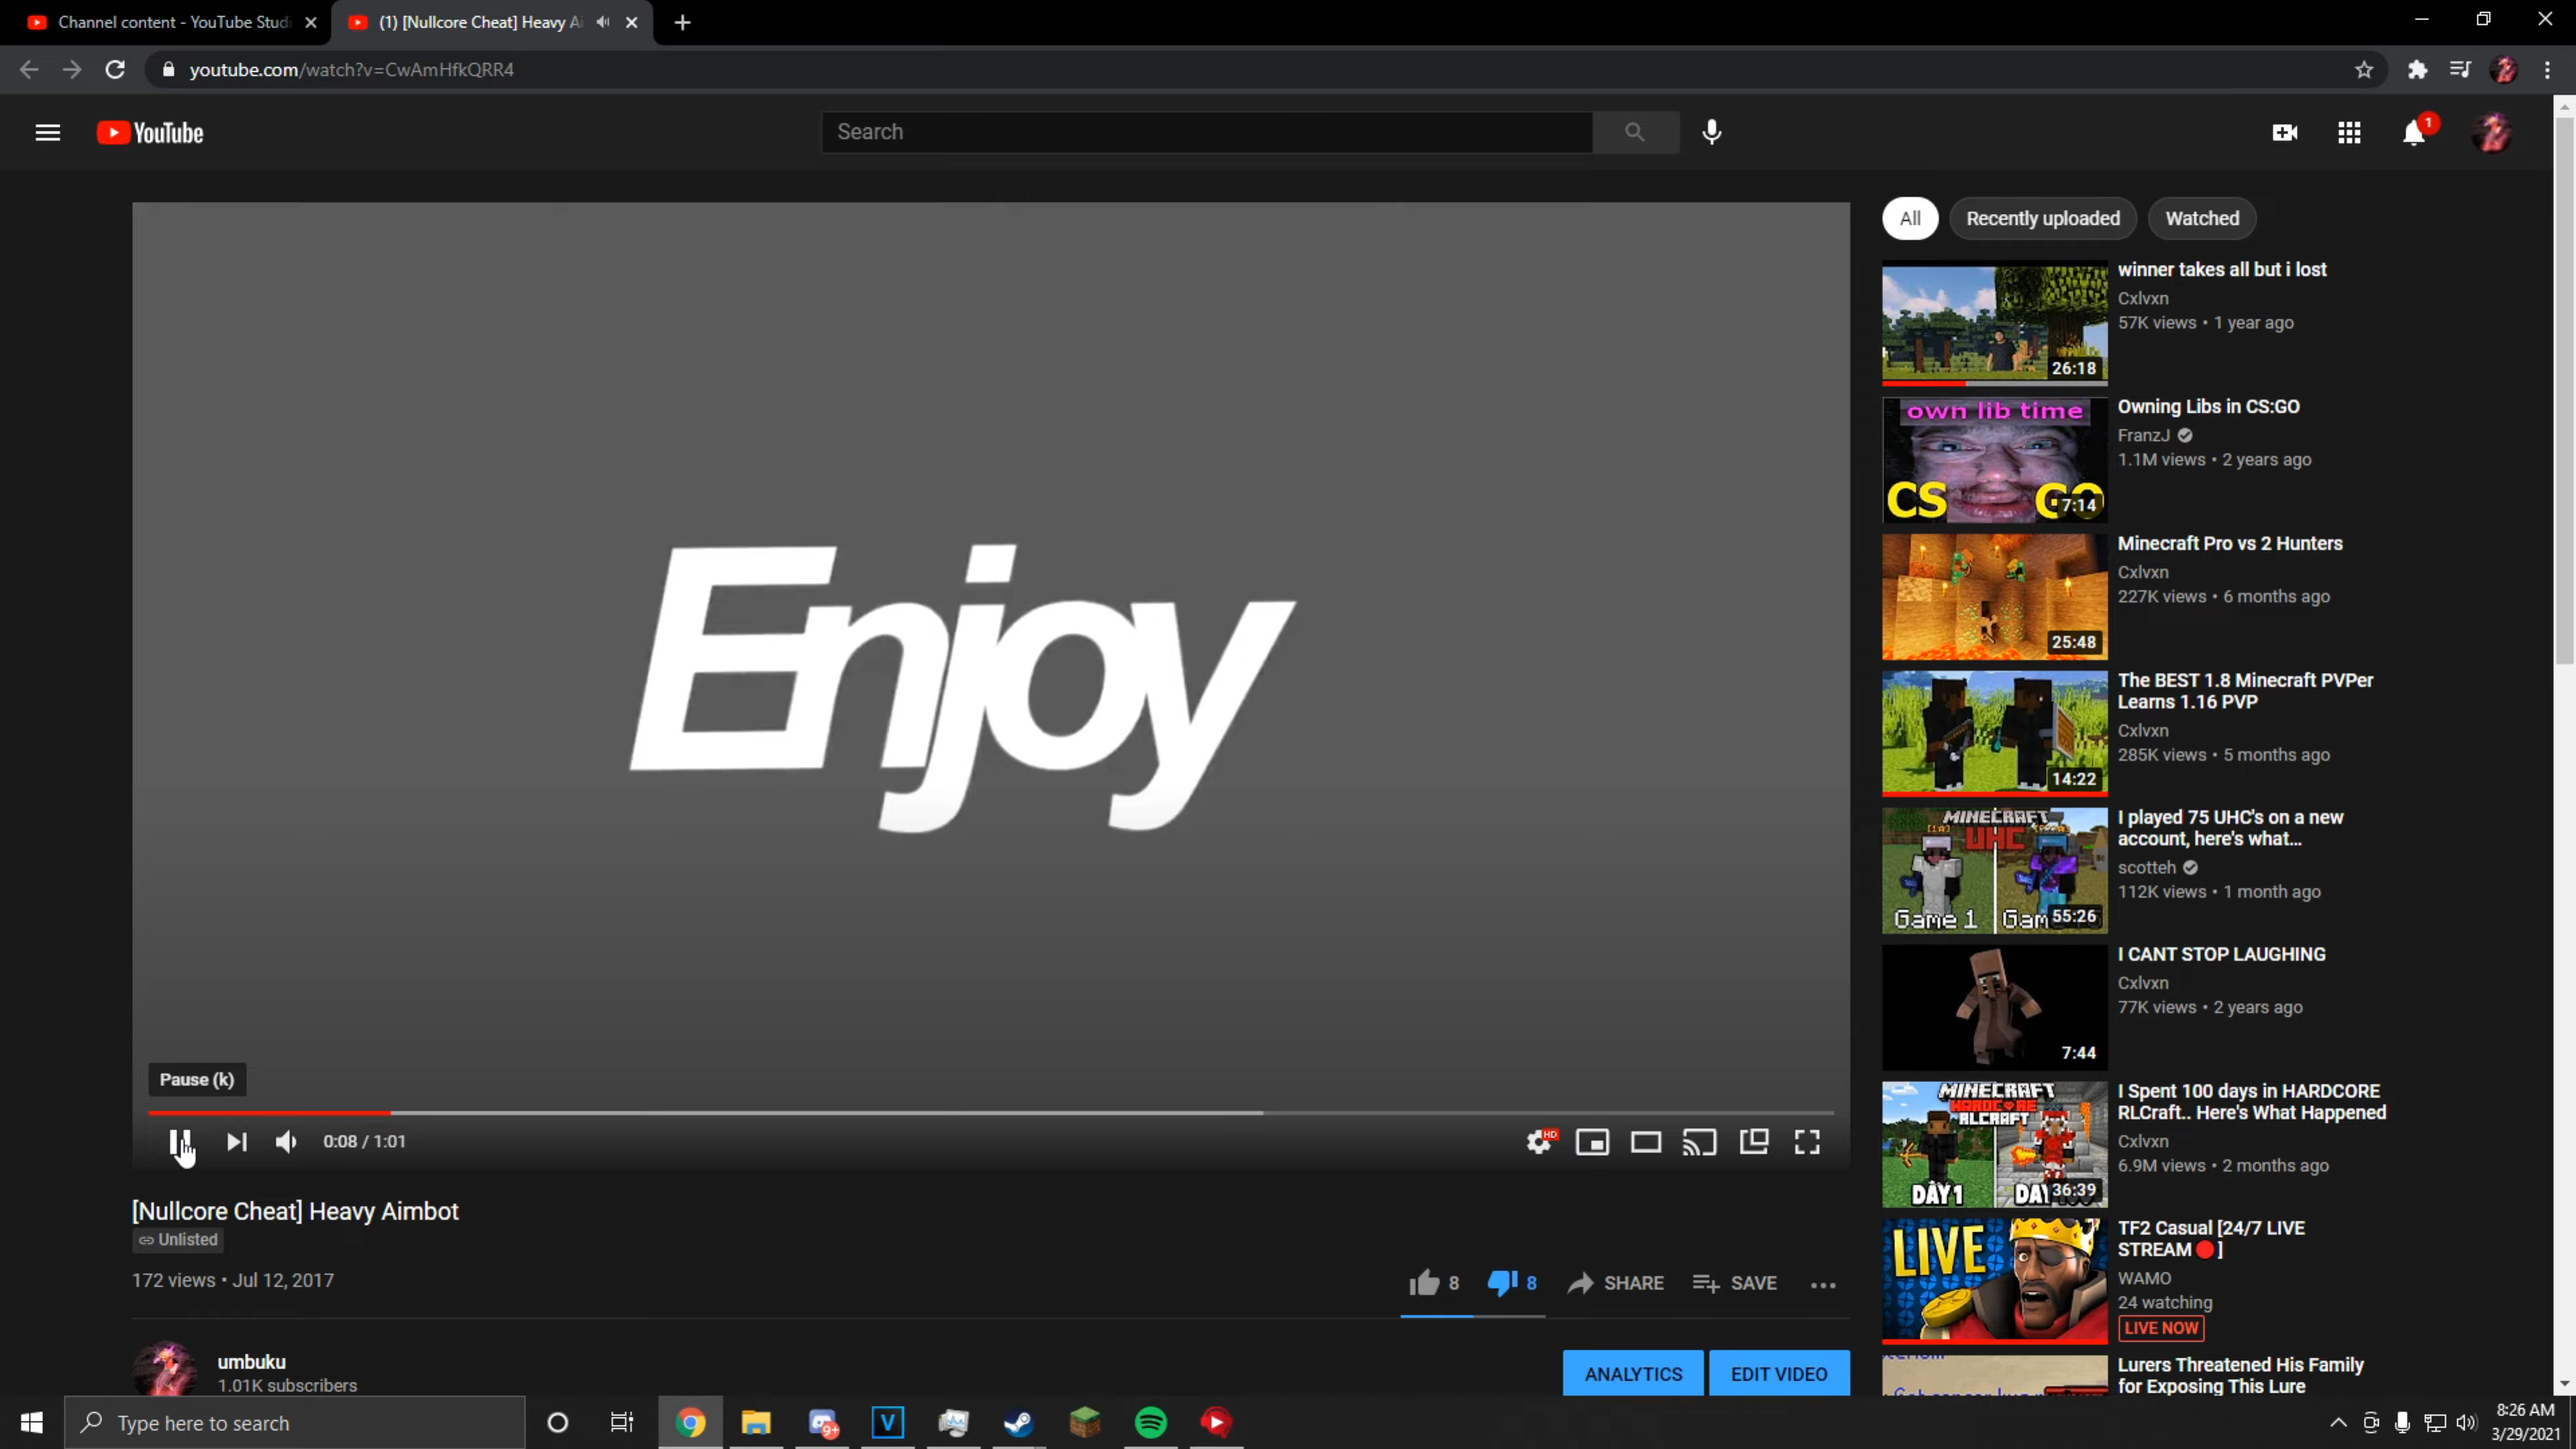 Channel content - YouTube Studi
(1) [Nullcore Cheat] Heavy Ai
youtube.com/watch?v=CwAmHfkQRR4
YouTube
Search
1
All
Recently uploaded
Watched
Enjoy
Pause (k)
0:08 / 1:01
HD
[Nullcore Cheat] Heavy Aimbot
Unlisted
172 views • Jul 12, 2017
8
8
SHARE
SAVE
umbuku
1.01K subscribers
ANALYTICS
EDIT VIDEO
26:18
winner takes all but i lost
Cxlvxn
57K views • 1 year ago
own lib time
CS
GO
7:14
Owning Libs in CS:GO
FranzJ
1.1M views • 2 years ago
25:48
Minecraft Pro vs 2 Hunters
Cxlvxn
227K views • 6 months ago
14:22
The BEST 1.8 Minecraft PVPer
Learns 1.16 PVP
Cxlvxn
285K views • 5 months ago
MINECRAFT
UHC
Game 1
Gam
55:26
I played 75 UHC's on a new
account, here's what...
scotteh
112K views • 1 month ago
7:44
I CANT STOP LAUGHING
Cxlvxn
77K views • 2 years ago
MINECRAFT
HARDCORE
RLCRAFT
DAY 1
DAY
36:39
I Spent 100 days in HARDCORE
RLCraft.. Here's What Happened
Cxlvxn
6.9M views • 2 months ago
LIVE
TF2 Casual [24/7 LIVE
STREAM🔴]
WAMO
24 watching
LIVE NOW
Lurers Threatened His Family
for Exposing This Lure
Type here to search
9+
V
8:26 AM
3/29/2021